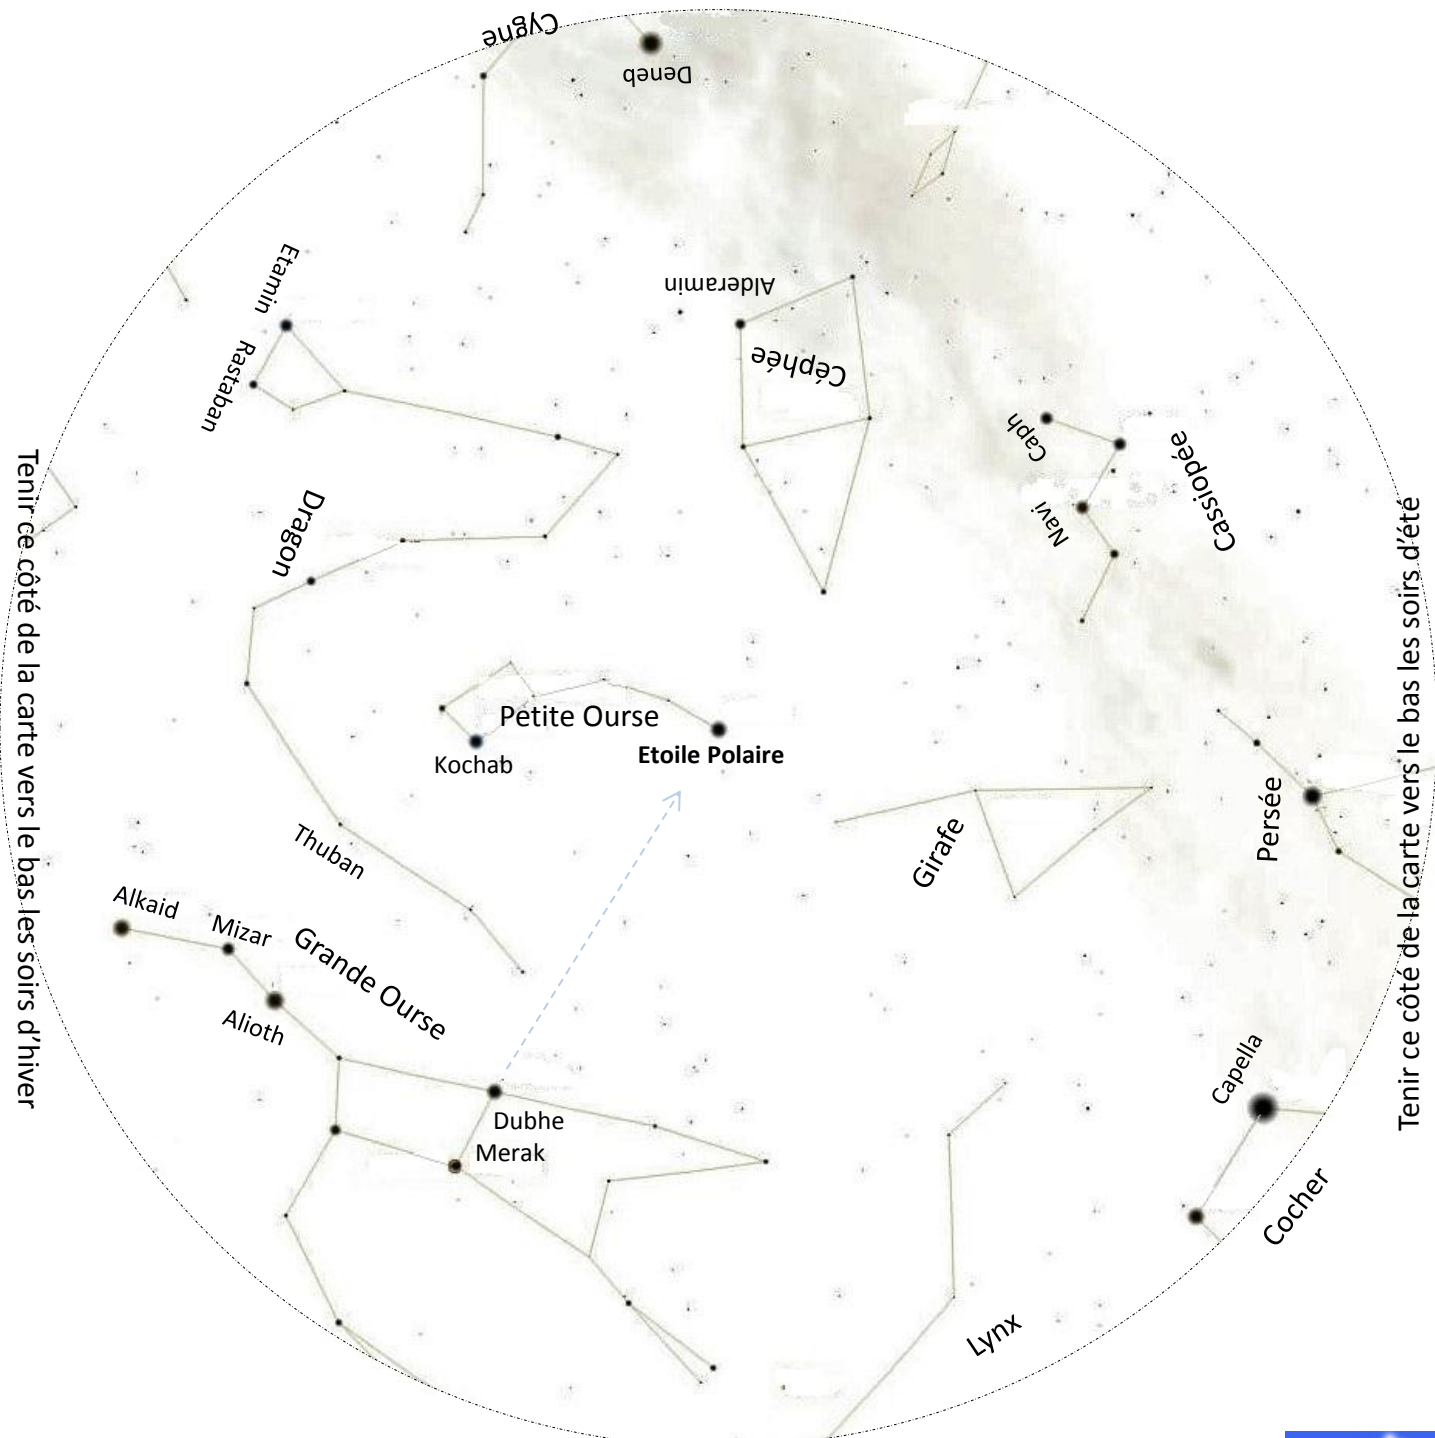 Cygne
Deneb
Etamin
Rastaban
Alderamin
Céphée
Caph
Cassiopée
Navi
Dragon
Tenir ce côté de la carte vers le bas les soirs d’hiver
Tenir ce côté de la carte vers le bas les soirs d’été
Petite Ourse
Kochab
Etoile Polaire
Persée
Girafe
Thuban
Alkaid
Mizar
Grande Ourse
Alioth
Capella
Dubhe
Merak
Cocher
Lynx